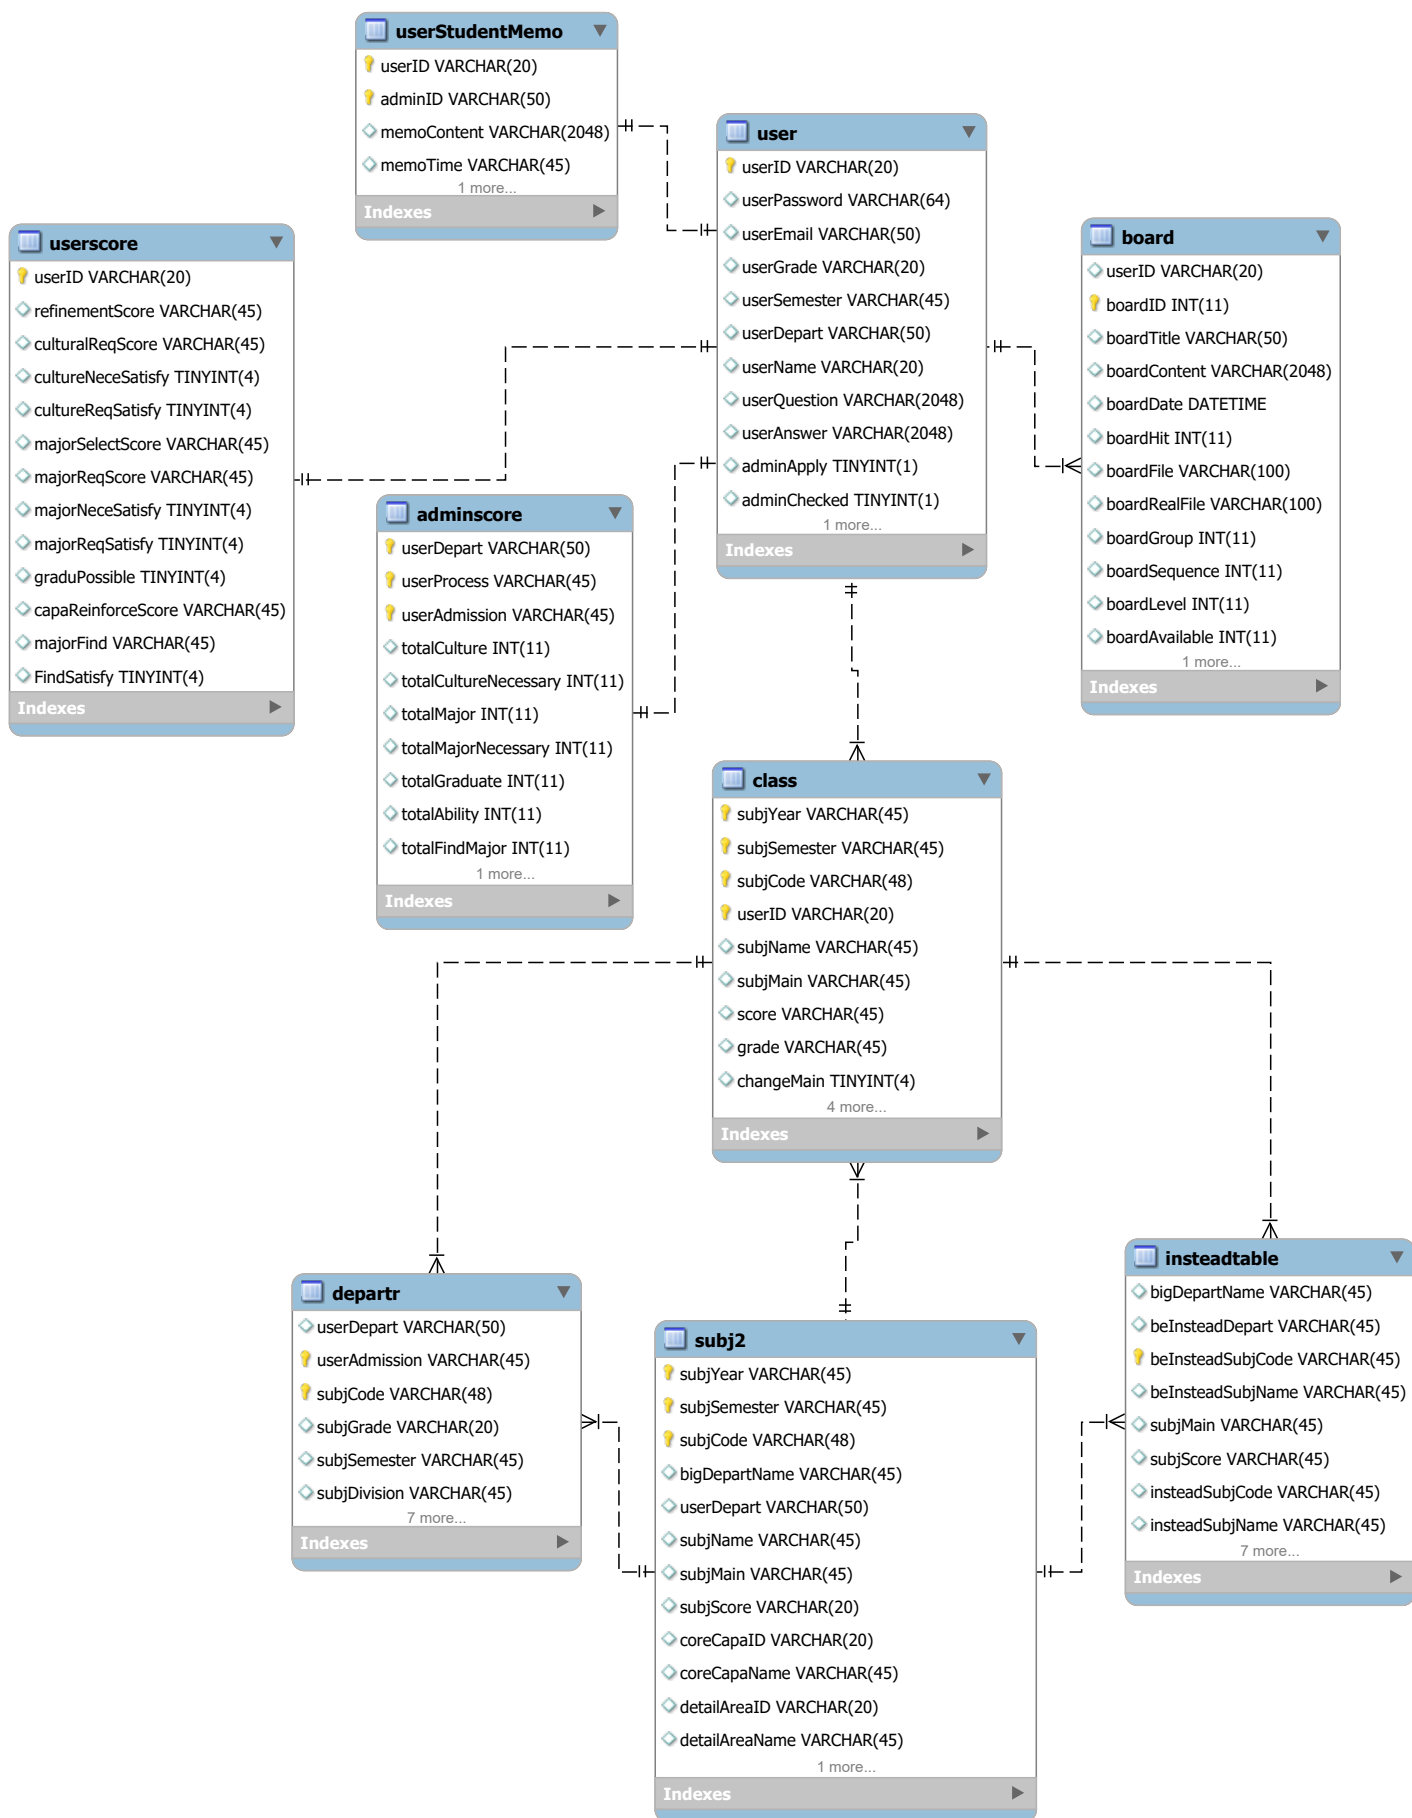 userStudentMemo
userID VARCHAR(20)
adminID VARCHAR(50)
memoContent VARCHAR(2048)
memoTime VARCHAR(45)
1 more...
Indexes
user
userID VARCHAR(20)
userPassword VARCHAR(64)
userEmail VARCHAR(50)
userGrade VARCHAR(20)
userSemester VARCHAR(45)
userDepart VARCHAR(50)
userName VARCHAR(20)
userQuestion VARCHAR(2048)
userAnswer VARCHAR(2048)
adminApply TINYINT(1)
adminChecked TINYINT(1)
1 more...
Indexes
userscore
userID VARCHAR(20)
refinementScore VARCHAR(45)
culturalReqScore VARCHAR(45)
cultureNeceSatisfy TINYINT(4)
cultureReqSatisfy TINYINT(4)
majorSelectScore VARCHAR(45)
majorReqScore VARCHAR(45)
majorNeceSatisfy TINYINT(4)
majorReqSatisfy TINYINT(4)
graduPossible TINYINT(4)
capaReinforceScore VARCHAR(45)
majorFind VARCHAR(45)
FindSatisfy TINYINT(4)
Indexes
board
userID VARCHAR(20)
boardID INT(11)
boardTitle VARCHAR(50)
boardContent VARCHAR(2048)
boardDate DATETIME
boardHit INT(11)
boardFile VARCHAR(100)
boardRealFile VARCHAR(100)
boardGroup INT(11)
boardSequence INT(11)
boardLevel INT(11)
boardAvailable INT(11)
1 more...
Indexes
adminscore
userDepart VARCHAR(50)
userProcess VARCHAR(45)
userAdmission VARCHAR(45)
totalCulture INT(11)
totalCultureNecessary INT(11)
totalMajor INT(11)
totalMajorNecessary INT(11)
totalGraduate INT(11)
totalAbility INT(11)
totalFindMajor INT(11)
1 more...
Indexes
class
subjYear VARCHAR(45)
subjSemester VARCHAR(45)
subjCode VARCHAR(48)
userID VARCHAR(20)
subjName VARCHAR(45)
subjMain VARCHAR(45)
score VARCHAR(45)
grade VARCHAR(45)
changeMain TINYINT(4)
4 more...
Indexes
departr
userDepart VARCHAR(50)
userAdmission VARCHAR(45)
subjCode VARCHAR(48)
subjGrade VARCHAR(20)
subjSemester VARCHAR(45)
subjDivision VARCHAR(45)
7 more...
Indexes
subj2
subjYear VARCHAR(45)
subjSemester VARCHAR(45)
subjCode VARCHAR(48)
bigDepartName VARCHAR(45)
userDepart VARCHAR(50)
subjName VARCHAR(45)
subjMain VARCHAR(45)
subjScore VARCHAR(20)
coreCapaID VARCHAR(20)
coreCapaName VARCHAR(45)
detailAreaID VARCHAR(20)
detailAreaName VARCHAR(45)
1 more...
Indexes
insteadtable
bigDepartName VARCHAR(45)
beInsteadDepart VARCHAR(45)
beInsteadSubjCode VARCHAR(45)
beInsteadSubjName VARCHAR(45)
subjMain VARCHAR(45)
subjScore VARCHAR(45)
insteadSubjCode VARCHAR(45)
insteadSubjName VARCHAR(45)
7 more...
Indexes